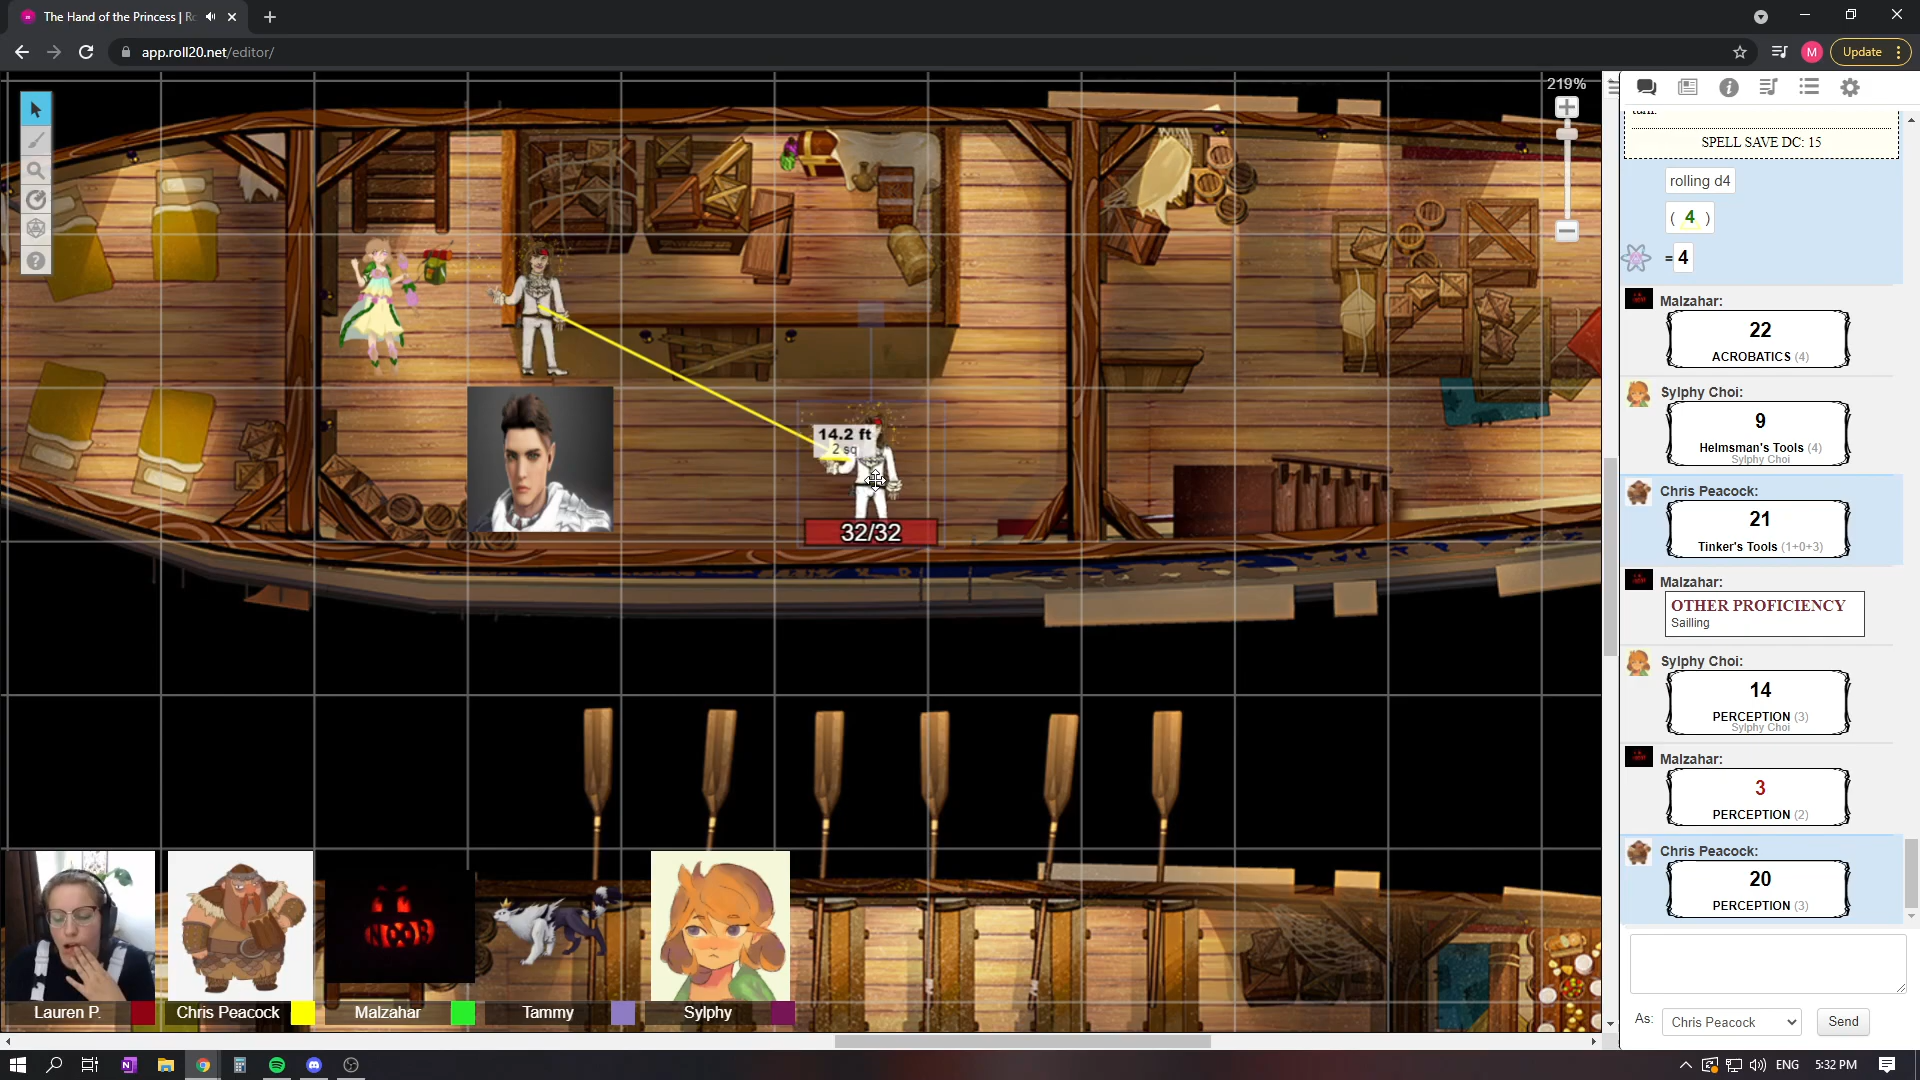 The Hand of the Princess | Ro
app.roll20.net/editor/
M
Update
219%
SPELL SAVE DC: 15
rolling d4
( 4 )
=4
Malzahar:
22
ACROBATICS (4)
Sylphy Choi:
9
Helmsman's Tools (4)
Sylphy Choi
Chris Peacock:
21
Tinker's Tools (1+0+3)
Malzahar:
OTHER PROFICIENCY
Sailling
Sylphy Choi:
14
PERCEPTION (3)
Sylphy Choi
Malzahar:
3
PERCEPTION (2)
Chris Peacock:
20
PERCEPTION (3)
As:
Chris Peacock
Send
14.2 ft
2 sq
32/32
NOOB
Lauren P.
Chris Peacock
Malzahar
Tammy
Sylphy
ENG
5:32 PM